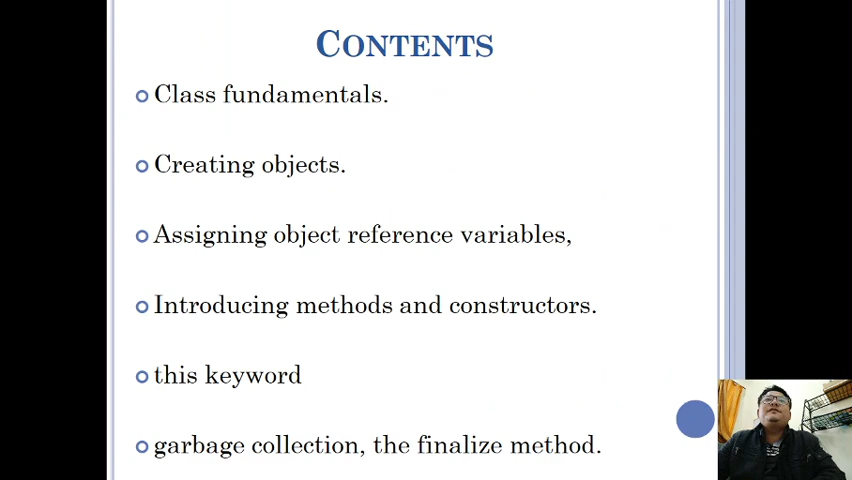 CONTENTS
Class fundamentals.
Creating objects.
Assigning object reference variables,
Introducing methods and constructors.
this keyword
garbage collection, the finalize method.